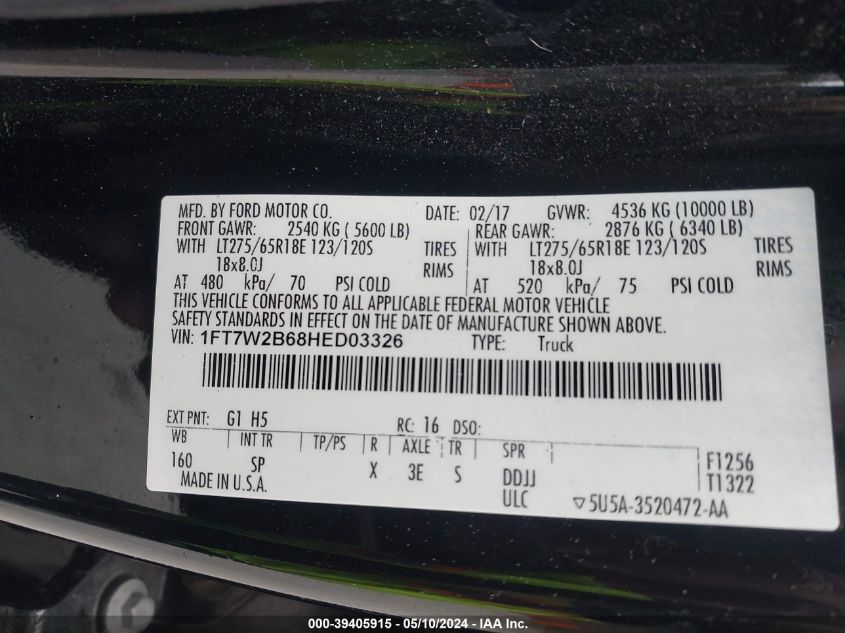 MFD. BY FORD MOTOR CO. DATE: 02/17 GVWR: 4536 KG (10000 LB)
FRONT GAWR: 2540 KG ( 5600 LB) REAR GAWR: 2876 KG ( 6340 LB)
WITH LT275/65R18E 123/120S TIRES WITH LT275/65R18E 123/120S TIRES
18x8.0J RIMS 18x8.0J RIMS
AT 480 kPa/ 70 PSI COLD AT 520 kPa/ 75 PSI COLD
THIS VEHICLE CONFORMS TO ALL APPLICABLE FEDERAL MOTOR VEHICLE
SAFETY STANDARDS IN EFFECT ON THE DATE OF MANUFACTURE SHOWN ABOVE.
VIN: 1FT7W2B68HED03326 TYPE: Truck
EXT PNT: G1 H5 RC: 16 DSO:
WB INT TR TP/PS R AXLE TR SPR
160 SP X 3E S DDJJ F1256
MADE IN U.S.A. ULC T1322
▽5U5A-3520472-AA
000-39405915 - 05/10/2024 - IAA Inc.